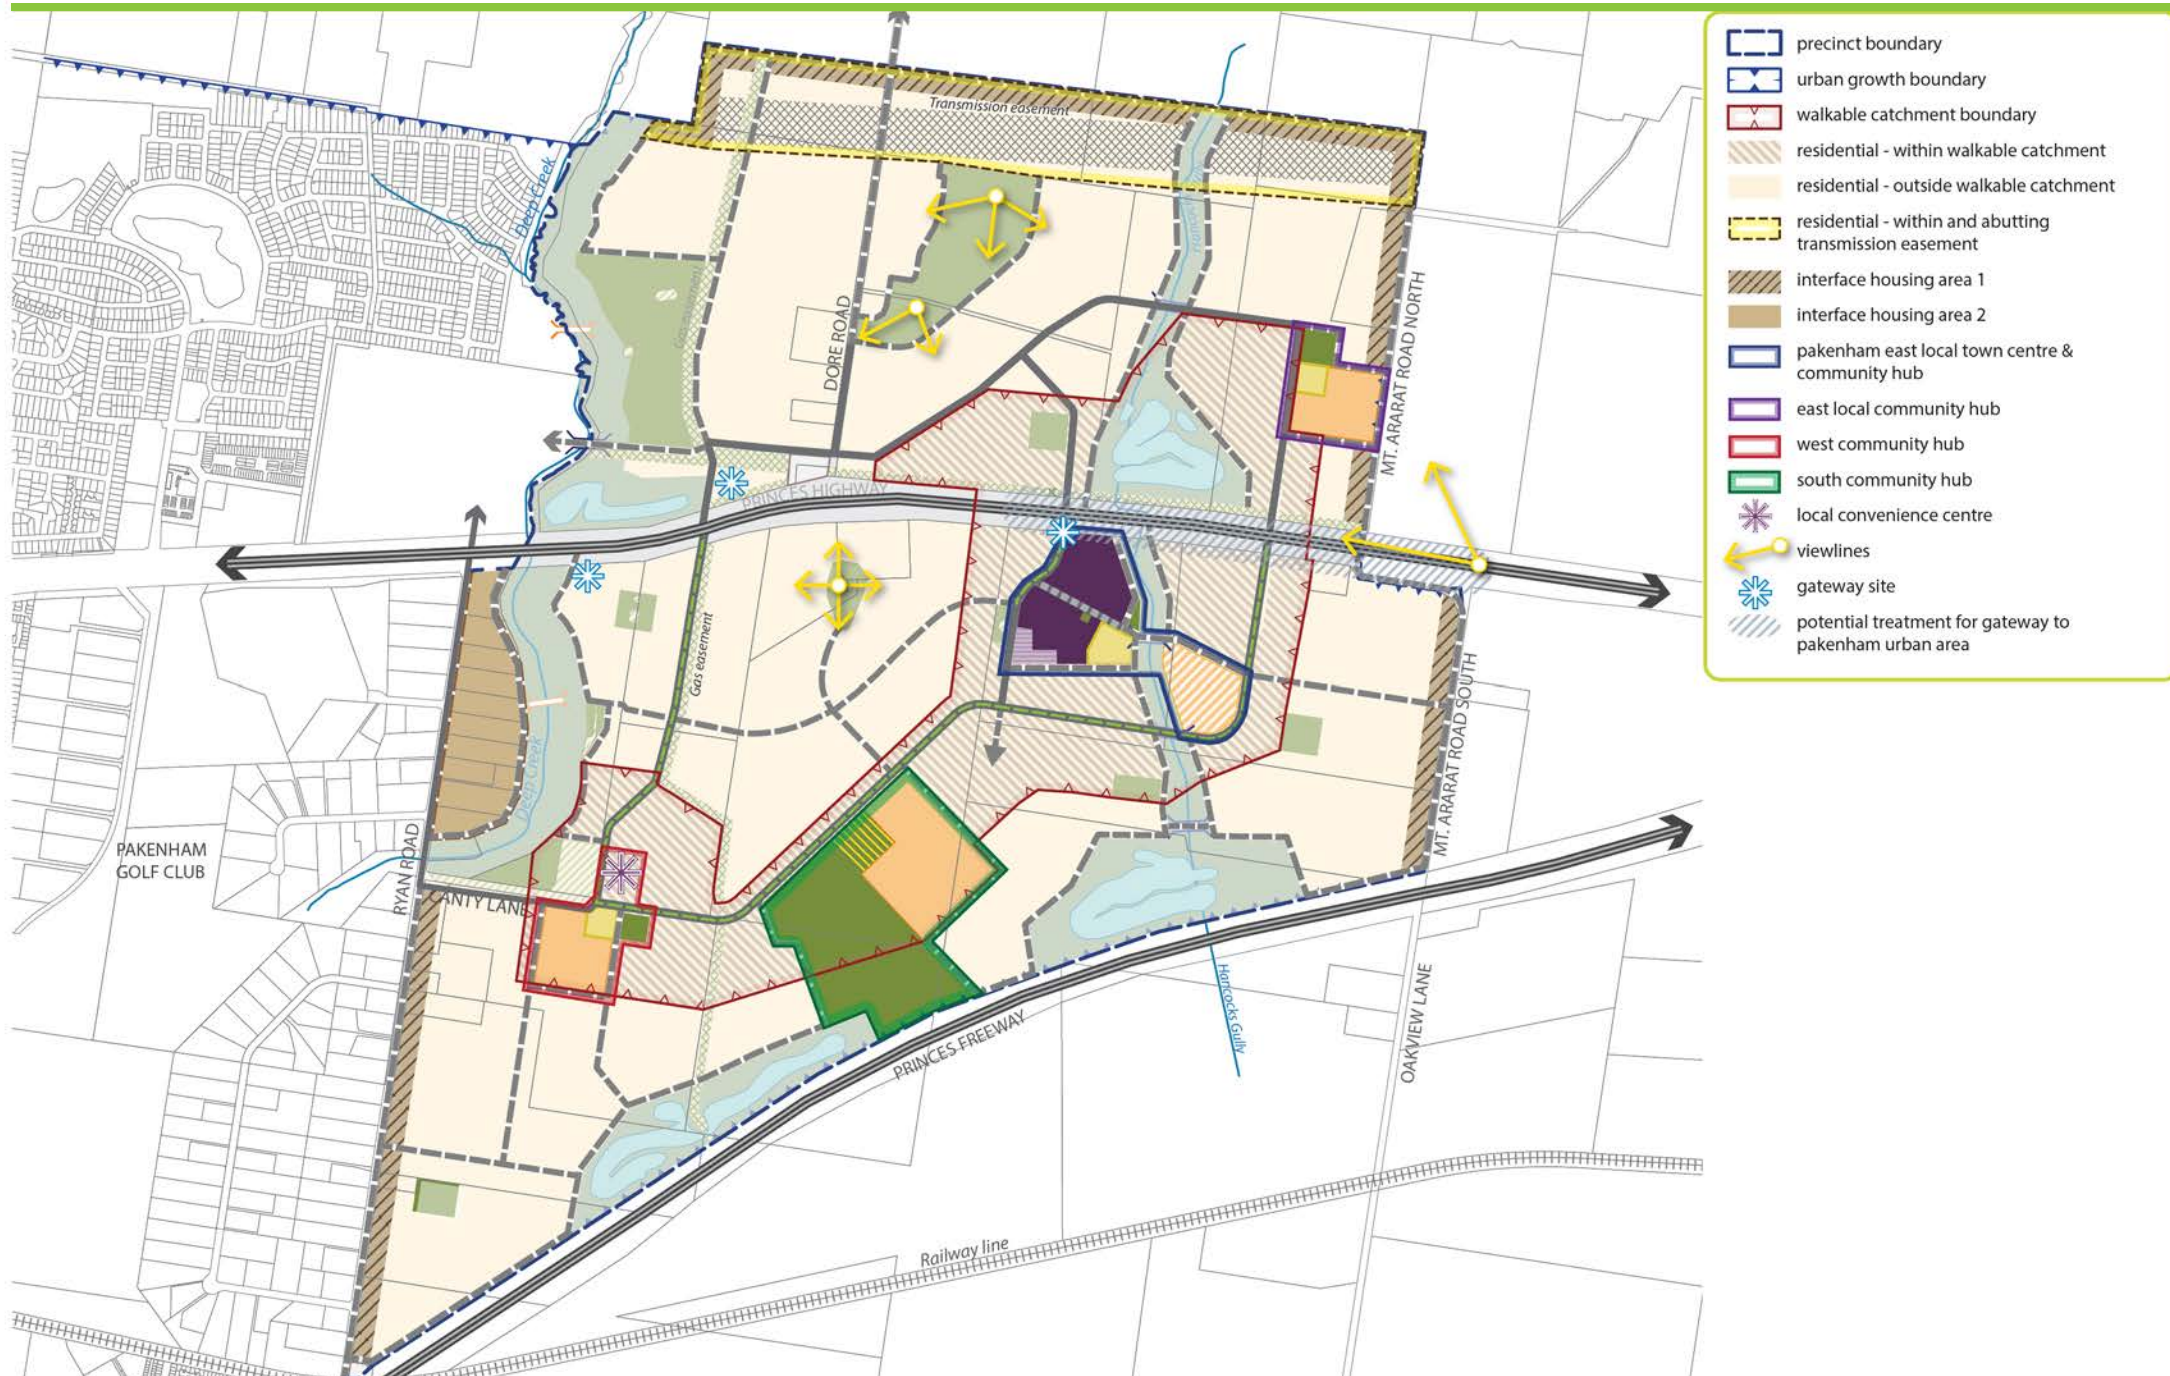 precinct boundary
urban growth boundary
walkable catchment boundary
residential - within walkable catchment
residential - outside walkable catchment
residential - within and abutting
transmission easement
interface housing area 1
interface housing area 2
pakenham east local town centre &
community hub
east local community hub
west community hub
south community hub
local convenience centre
viewlines
gateway site
potential treatment for gateway to
pakenham urban area
Transmission easement
Deep Creek
Gas easement
DORE ROAD
MT. ARARAT ROAD NORTH
PRINCES HIGHWAY
Gas easement
MT. ARARAT ROAD SOUTH
Deep Creek
PAKENHAM
GOLF CLUB
RYAN ROAD
CANTY LANE
Hancocks Gully
OAKVIEW LANE
PRINCES FREEWAY
Railway line